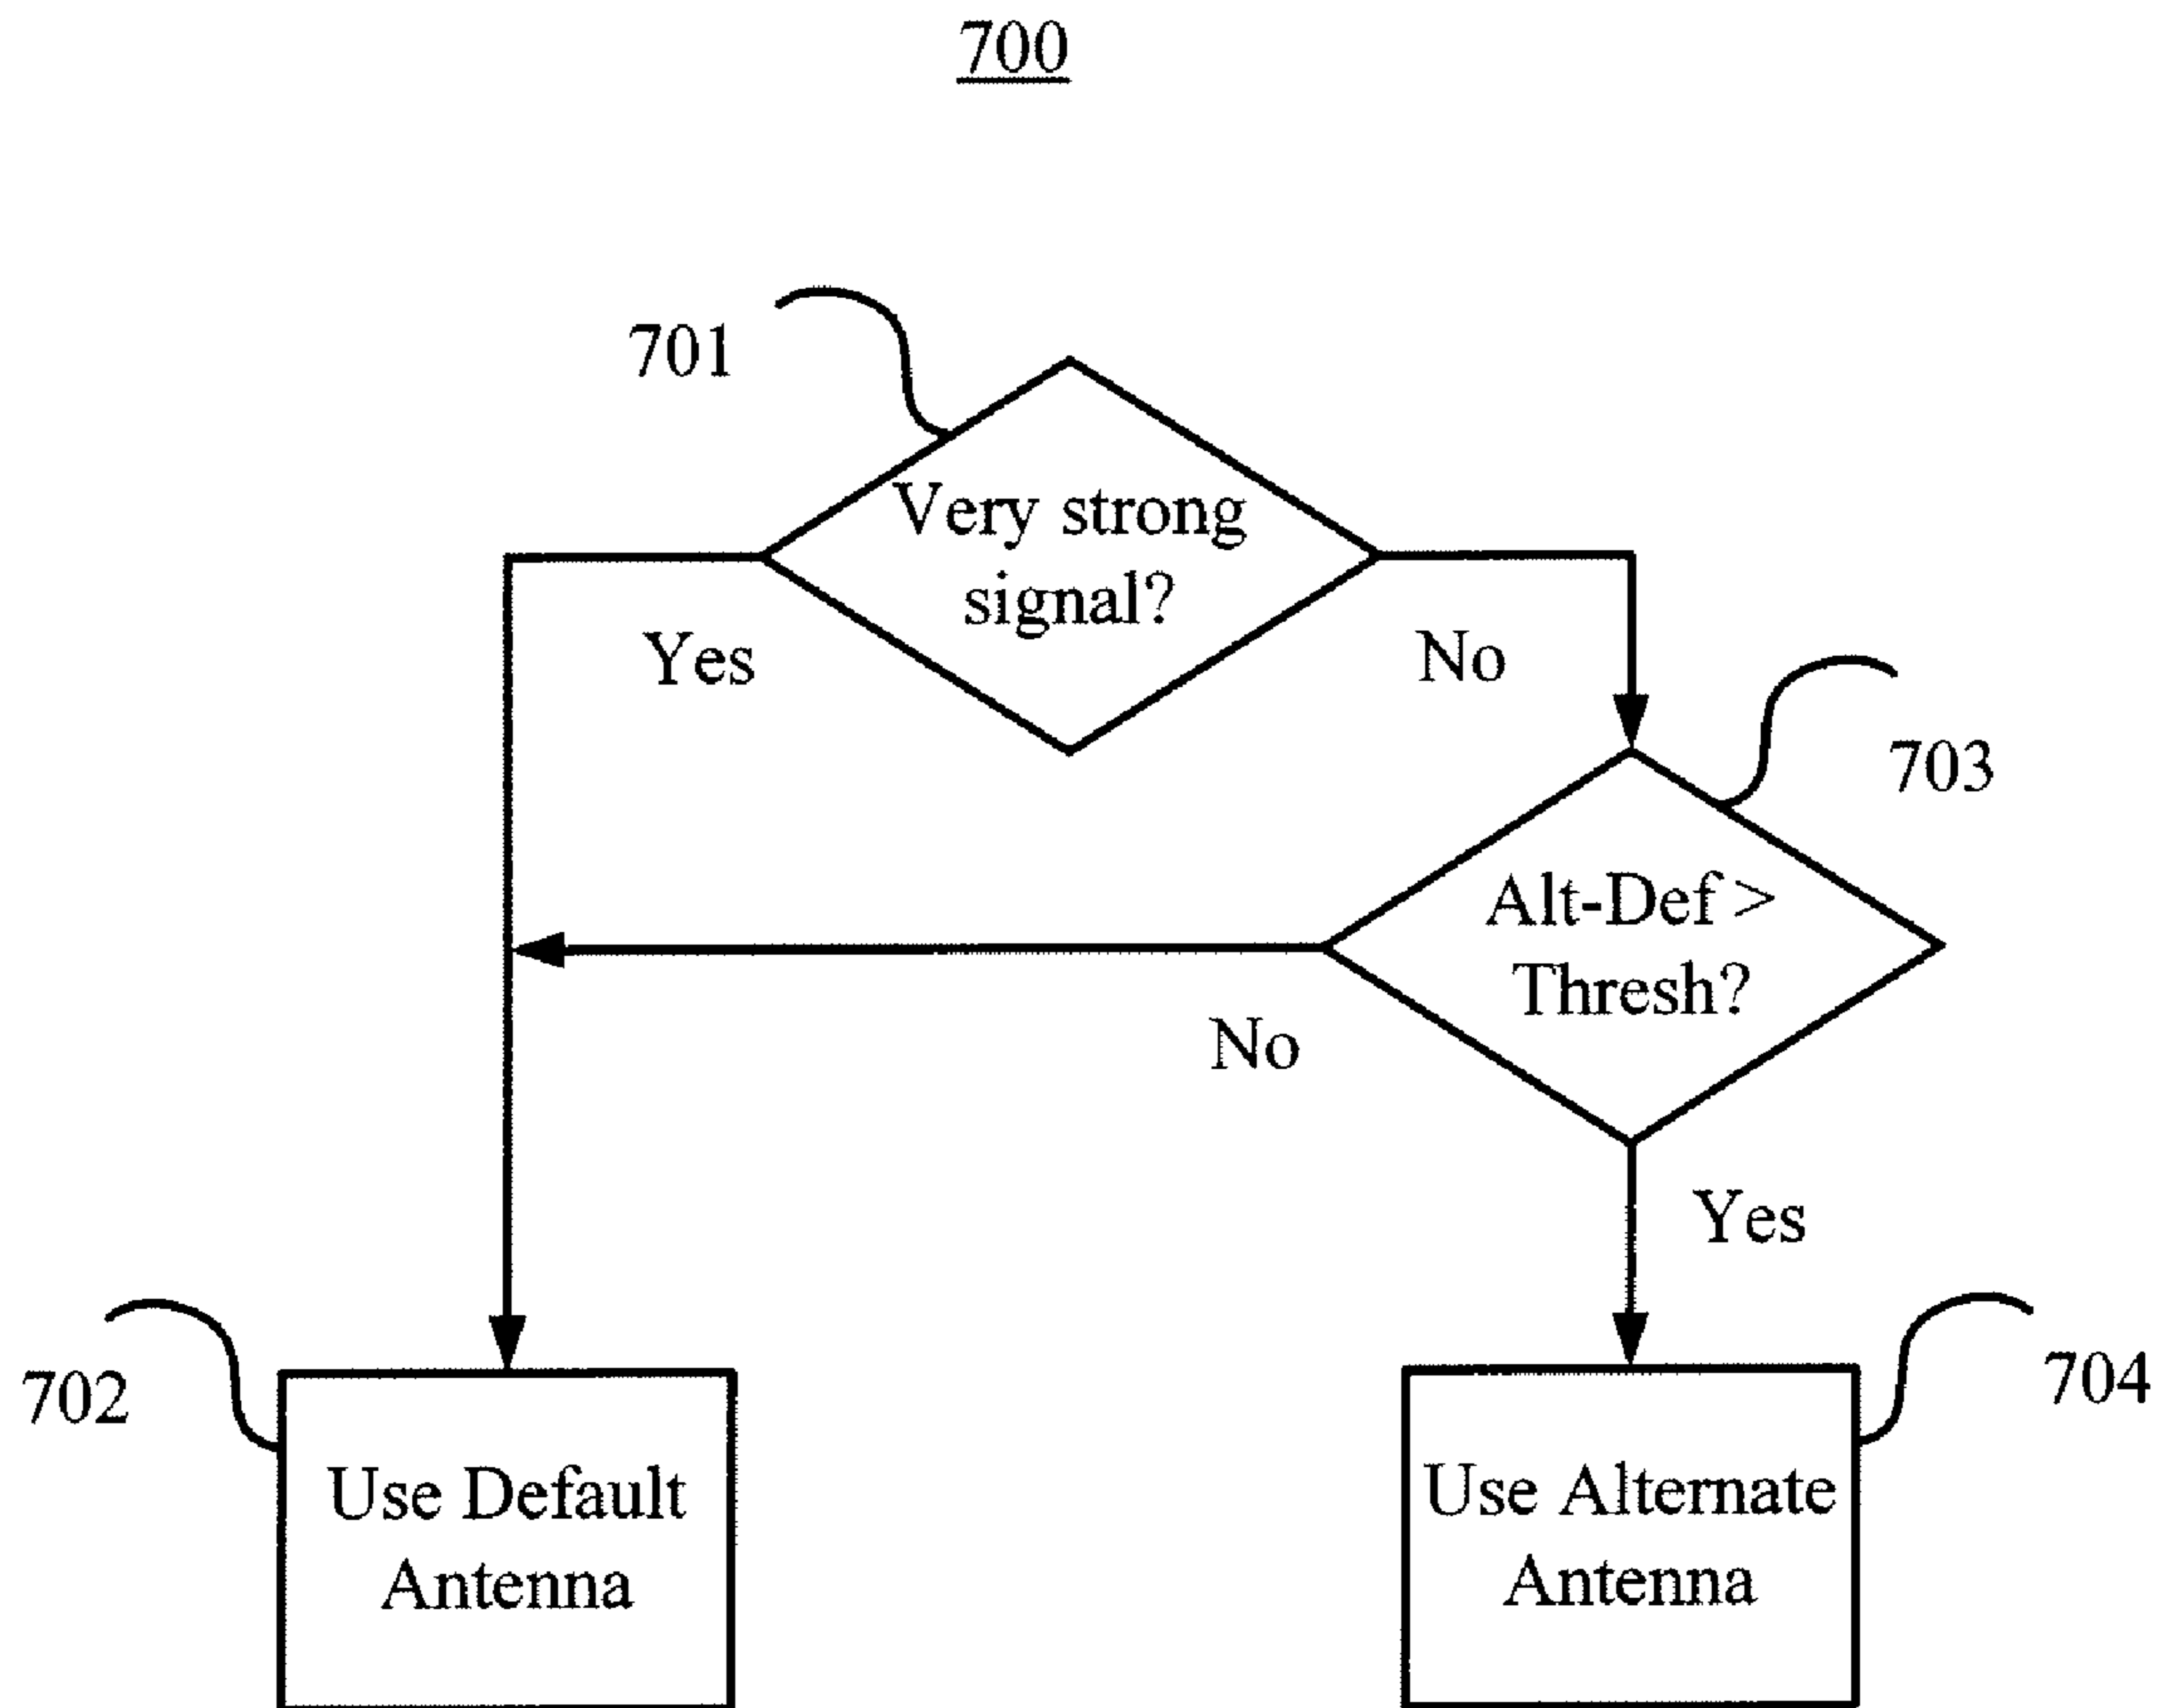 700
701
Very strong
signal?
Yes
No
703
Alt-Def >
Thresh?
No
Yes
702
704
Use Default
Antenna
Use Alternate
Antenna